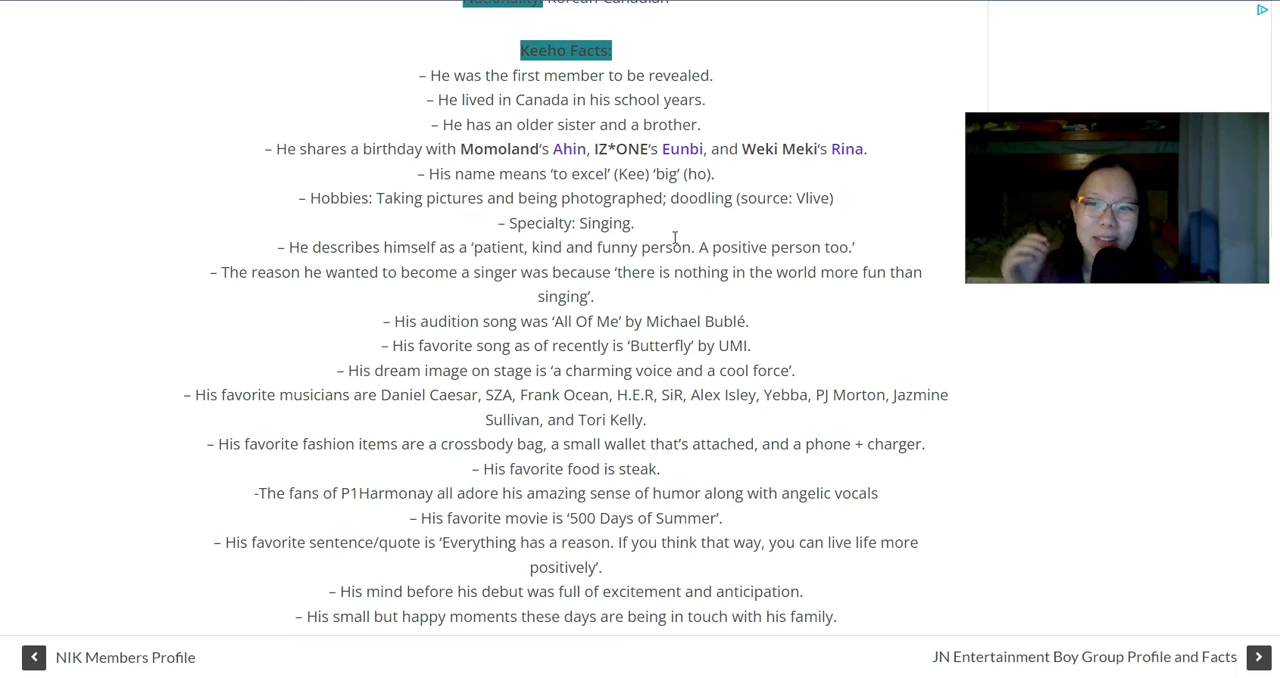 Nationality: Korean-Canadian
Keeho Facts:
– He was the first member to be revealed.
– He lived in Canada in his school years.
– He has an older sister and a brother.
– He shares a birthday with Momoland's Ahin, IZ*ONE's Eunbi, and Weki Meki's Rina.
– His name means ‘to excel’ (Kee) ‘big’ (ho).
– Hobbies: Taking pictures and being photographed; doodling (source: Vlive)
– Specialty: Singing.
– He describes himself as a ‘patient, kind and funny person. A positive person too.’
– The reason he wanted to become a singer was because ‘there is nothing in the world more fun than
singing’.
– His audition song was ‘All Of Me’ by Michael Bublé.
– His favorite song as of recently is ‘Butterfly’ by UMI.
– His dream image on stage is ‘a charming voice and a cool force’.
– His favorite musicians are Daniel Caesar, SZA, Frank Ocean, H.E.R, SiR, Alex Isley, Yebba, PJ Morton, Jazmine
Sullivan, and Tori Kelly.
– His favorite fashion items are a crossbody bag, a small wallet that’s attached, and a phone + charger.
– His favorite food is steak.
-The fans of P1Harmonay all adore his amazing sense of humor along with angelic vocals
– His favorite movie is ‘500 Days of Summer’.
– His favorite sentence/quote is ‘Everything has a reason. If you think that way, you can live life more
positively’.
– His mind before his debut was full of excitement and anticipation.
– His small but happy moments these days are being in touch with his family.
NIK Members Profile
JN Entertainment Boy Group Profile and Facts